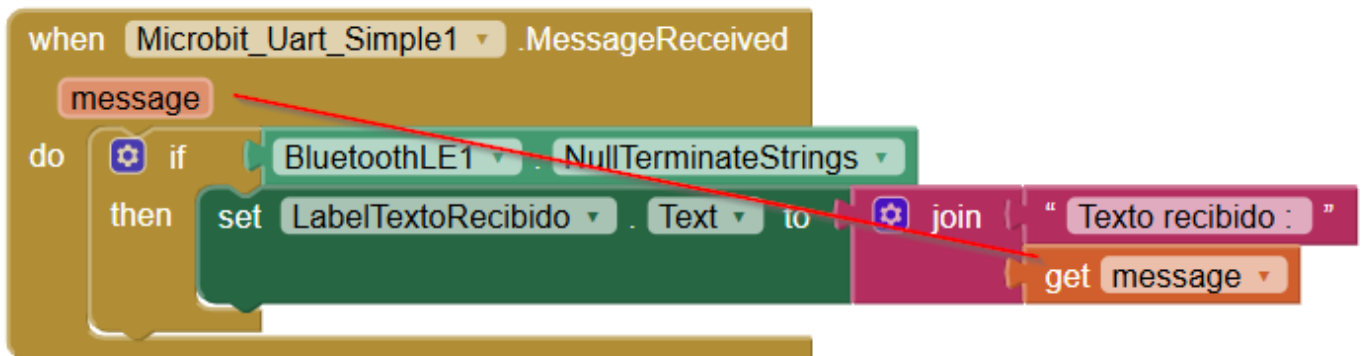 when Microbit_Uart_Simple1 .MessageReceived
message
do if BluetoothLE1 . NullTerminateStrings
then set LabelTextoRecibido . Text to join “ Texto recibido : ”
get message